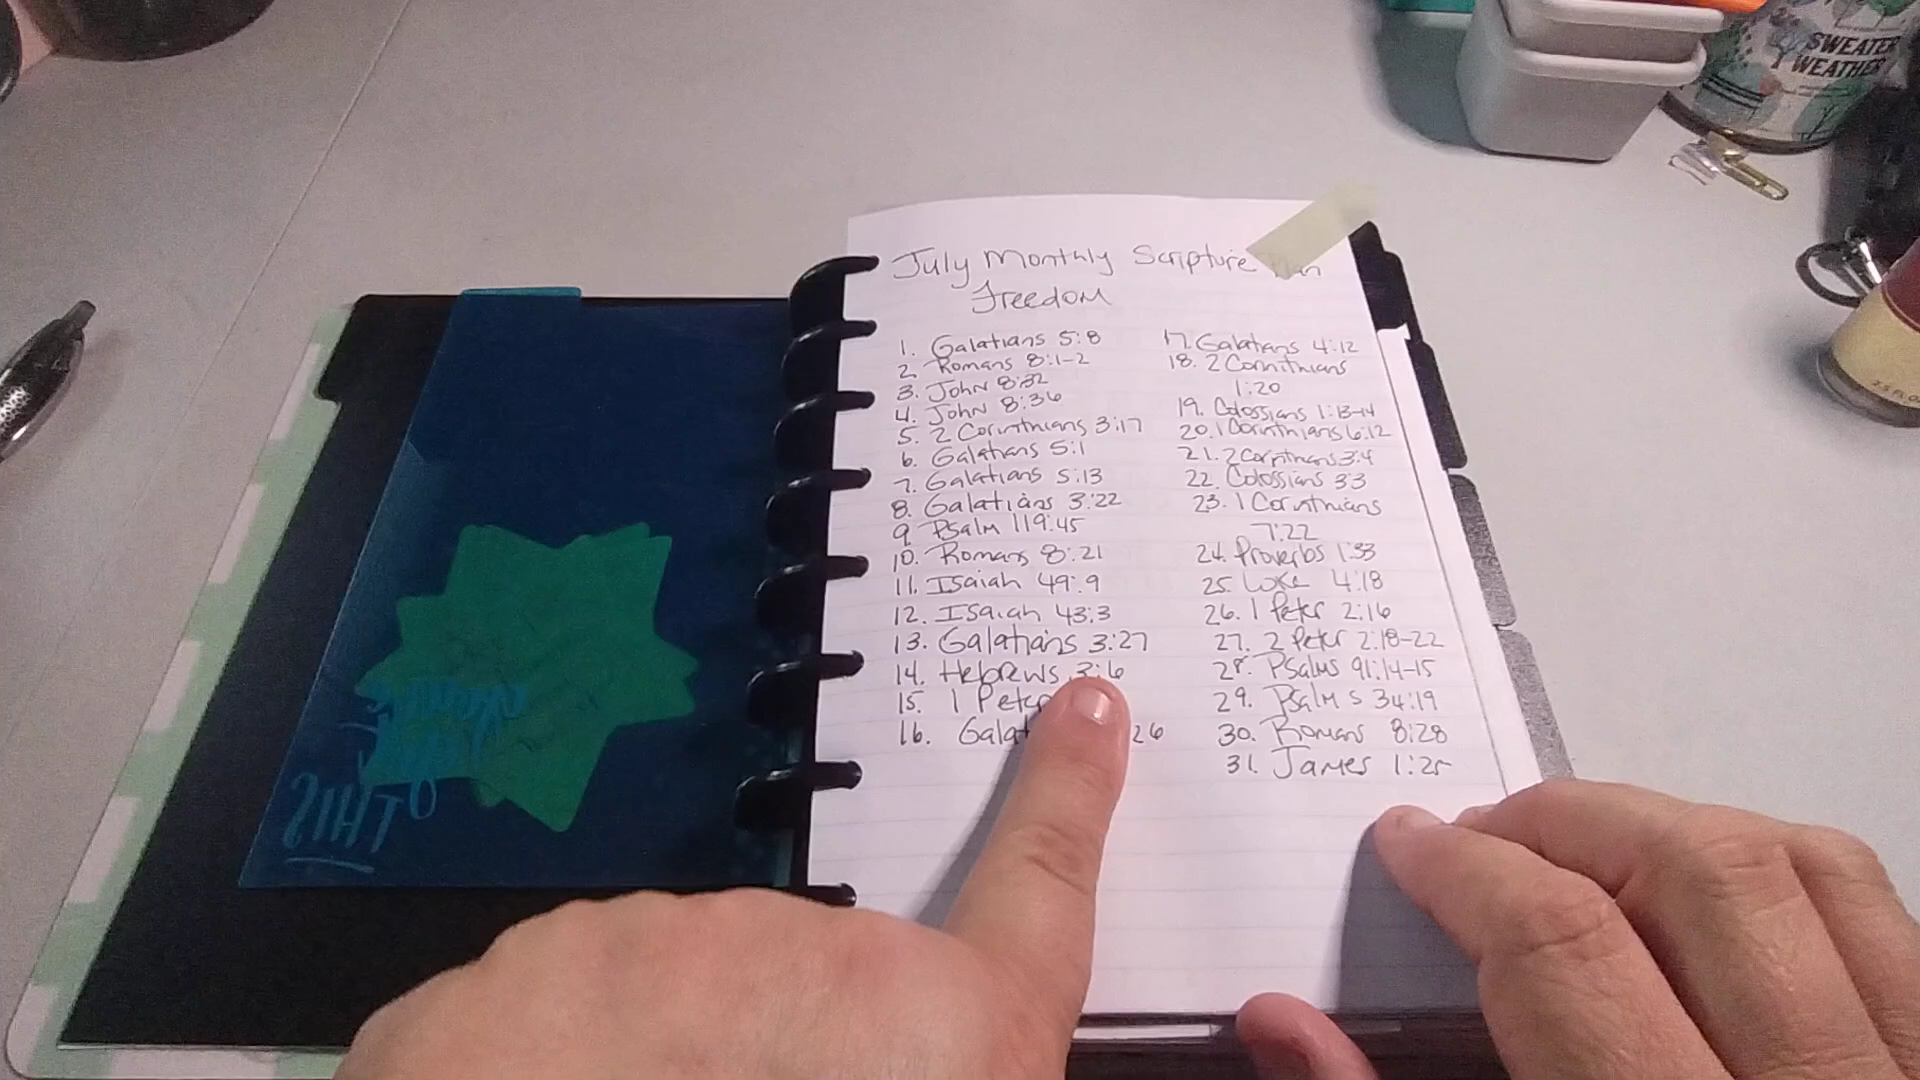 July Monthly Scripture
Freedom
1. Galatians 5:8
2. Romans 8:1-2
3. John 8:32
4. John 8:36
5. 2 Corinthians 3:17
6. Galatians 5:1
7. Galatians 5:13
8. Galatians 3:22
9. Psalm 119:45
10. Romans 8:21
11. Isaiah 49:9
12. Isaiah 43:3
13. Galatians 3:27
14. Hebrews 3:6
15. 1 Peter
16. 26
17. Galatians 4:12
18. 2 Corinthians
1:20
19. Colossians 1:13-14
20. 1 Corinthians 6:12
21. 2 Corinthians 3:4
22. Colossians 3:3
23. 1 Corinthians
7:22
24. Proverbs 1:33
25. Luke 4:18
26. 1 Peter 2:16
27. 2 Peter 2:18-22
28. Psalms 91:14-15
29. Psalms 34:19
30. Romans 8:28
31. James 1:25
SWEATER
WEATHER
TO THIS